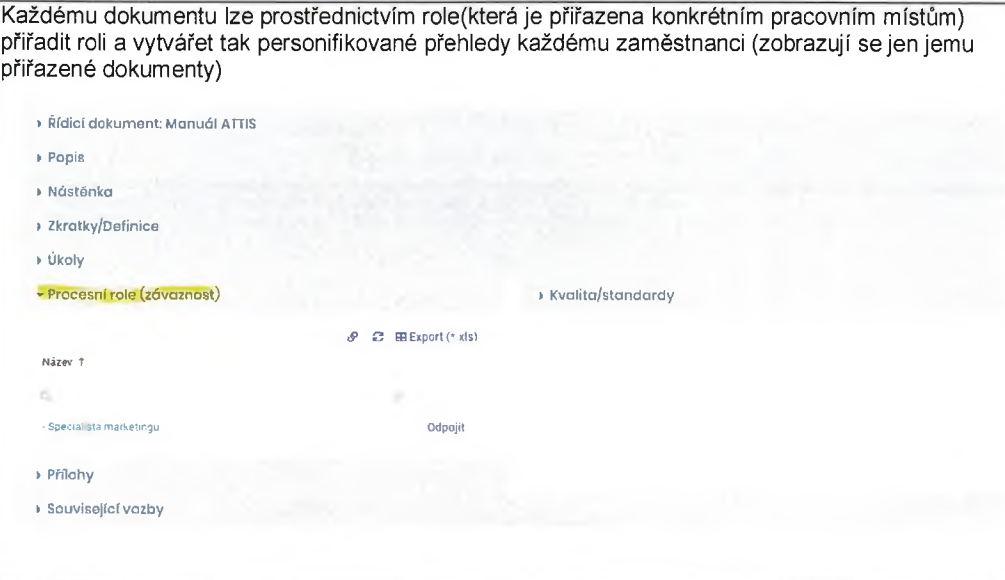 Každému dokumentu lze prostřednictvím role(která je přiřazena konkrétním pracovním místům)
přiřadit roli a vytvářet tak personifikované přehledy každému zaměstnanci (zobrazují se jen jemu
přiřazené dokumenty)
Řídicí dokument: Manuál ATTIS
Popis
Nástěnka
Zkratky/Definice
Úkoly
Procesní role (závaznost)
Kvalita/standardy
Export (*.xls)
Název ↑
- Specialista marketingu
Odpojit
Přílohy
Související vazby